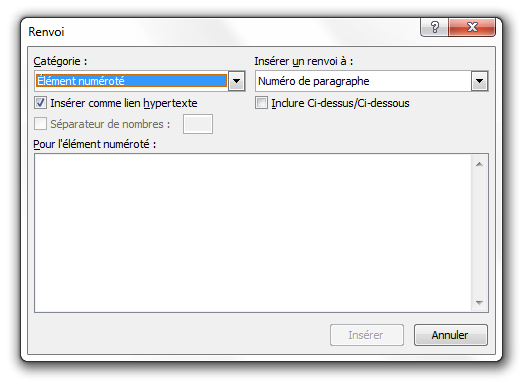 Renvoi
Catégorie :
Insérer un renvoi à :
Élément numéroté
Numéro de paragraphe
Insérer comme lien hypertexte
Inclure Ci-dessus/Ci-dessous
Séparateur de nombres :
Pour l'élément numéroté :
Insérer
Annuler